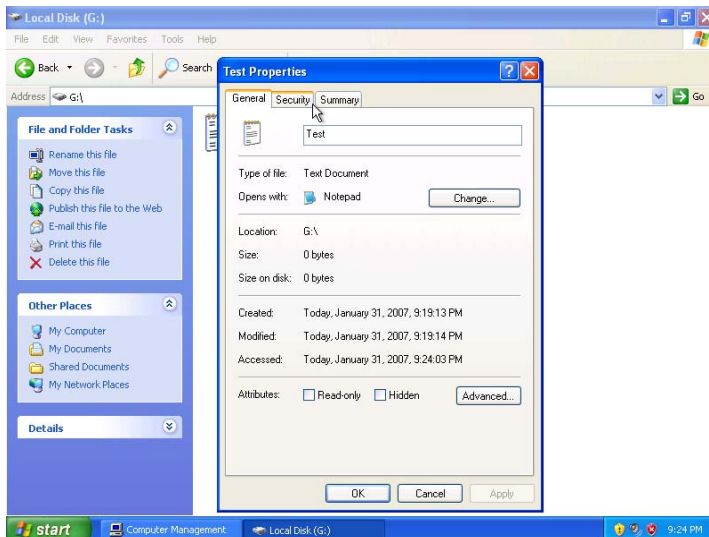 Local Disk (G:)
File Edit View Favorites Tools Help
Back
Search
Address G:\
Go
File and Folder Tasks
Rename this file
Move this file
Copy this file
Publish this file to the Web
E-mail this file
Print this file
Delete this file
Other Places
My Computer
My Documents
Shared Documents
My Network Places
Details
Test Properties
General Security Summary
Test
Type of file: Text Document
Opens with: Notepad Change...
Location: G:\
Size: 0 bytes
Size on disk: 0 bytes
Created: Today, January 31, 2007, 9:19:13 PM
Modified: Today, January 31, 2007, 9:19:14 PM
Accessed: Today, January 31, 2007, 9:24:03 PM
Attributes: Read-only Hidden Advanced...
OK Cancel Apply
start Computer Management Local Disk (G:) 9:24 PM